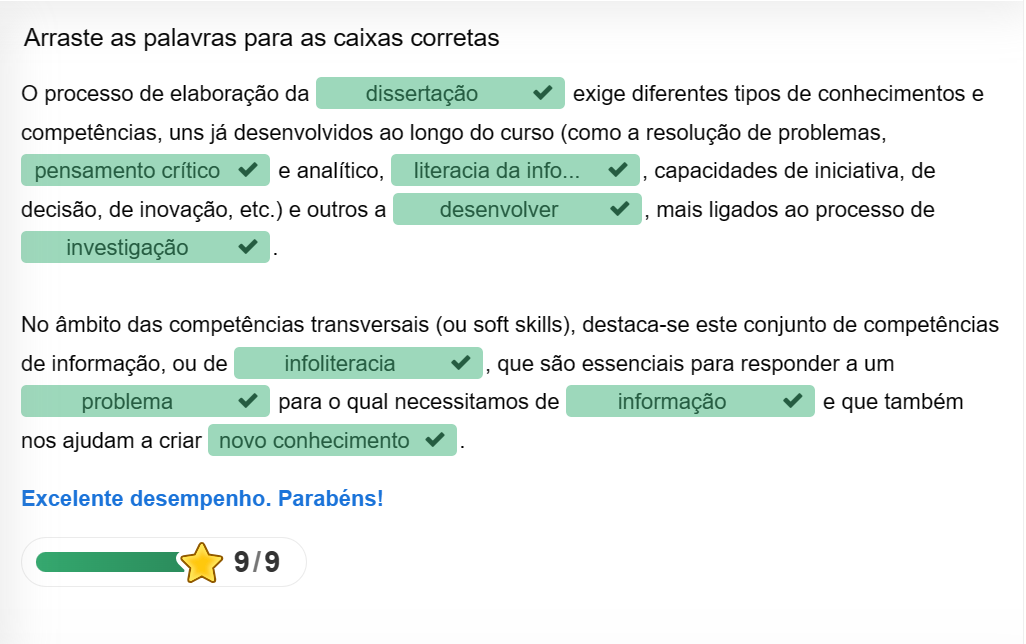 Arraste as palavras para as caixas corretas
O processo de elaboração da dissertação exige diferentes tipos de conhecimentos e
competências, uns já desenvolvidos ao longo do curso (como a resolução de problemas,
pensamento crítico e analítico, literacia da info... , capacidades de iniciativa, de
decisão, de inovação, etc.) e outros a desenvolver , mais ligados ao processo de
investigação .
No âmbito das competências transversais (ou soft skills), destaca-se este conjunto de competências
de informação, ou de infoliteracia , que são essenciais para responder a um
problema para o qual necessitamos de informação e que também
nos ajudam a criar novo conhecimento .
Excelente desempenho. Parabéns!
9/9